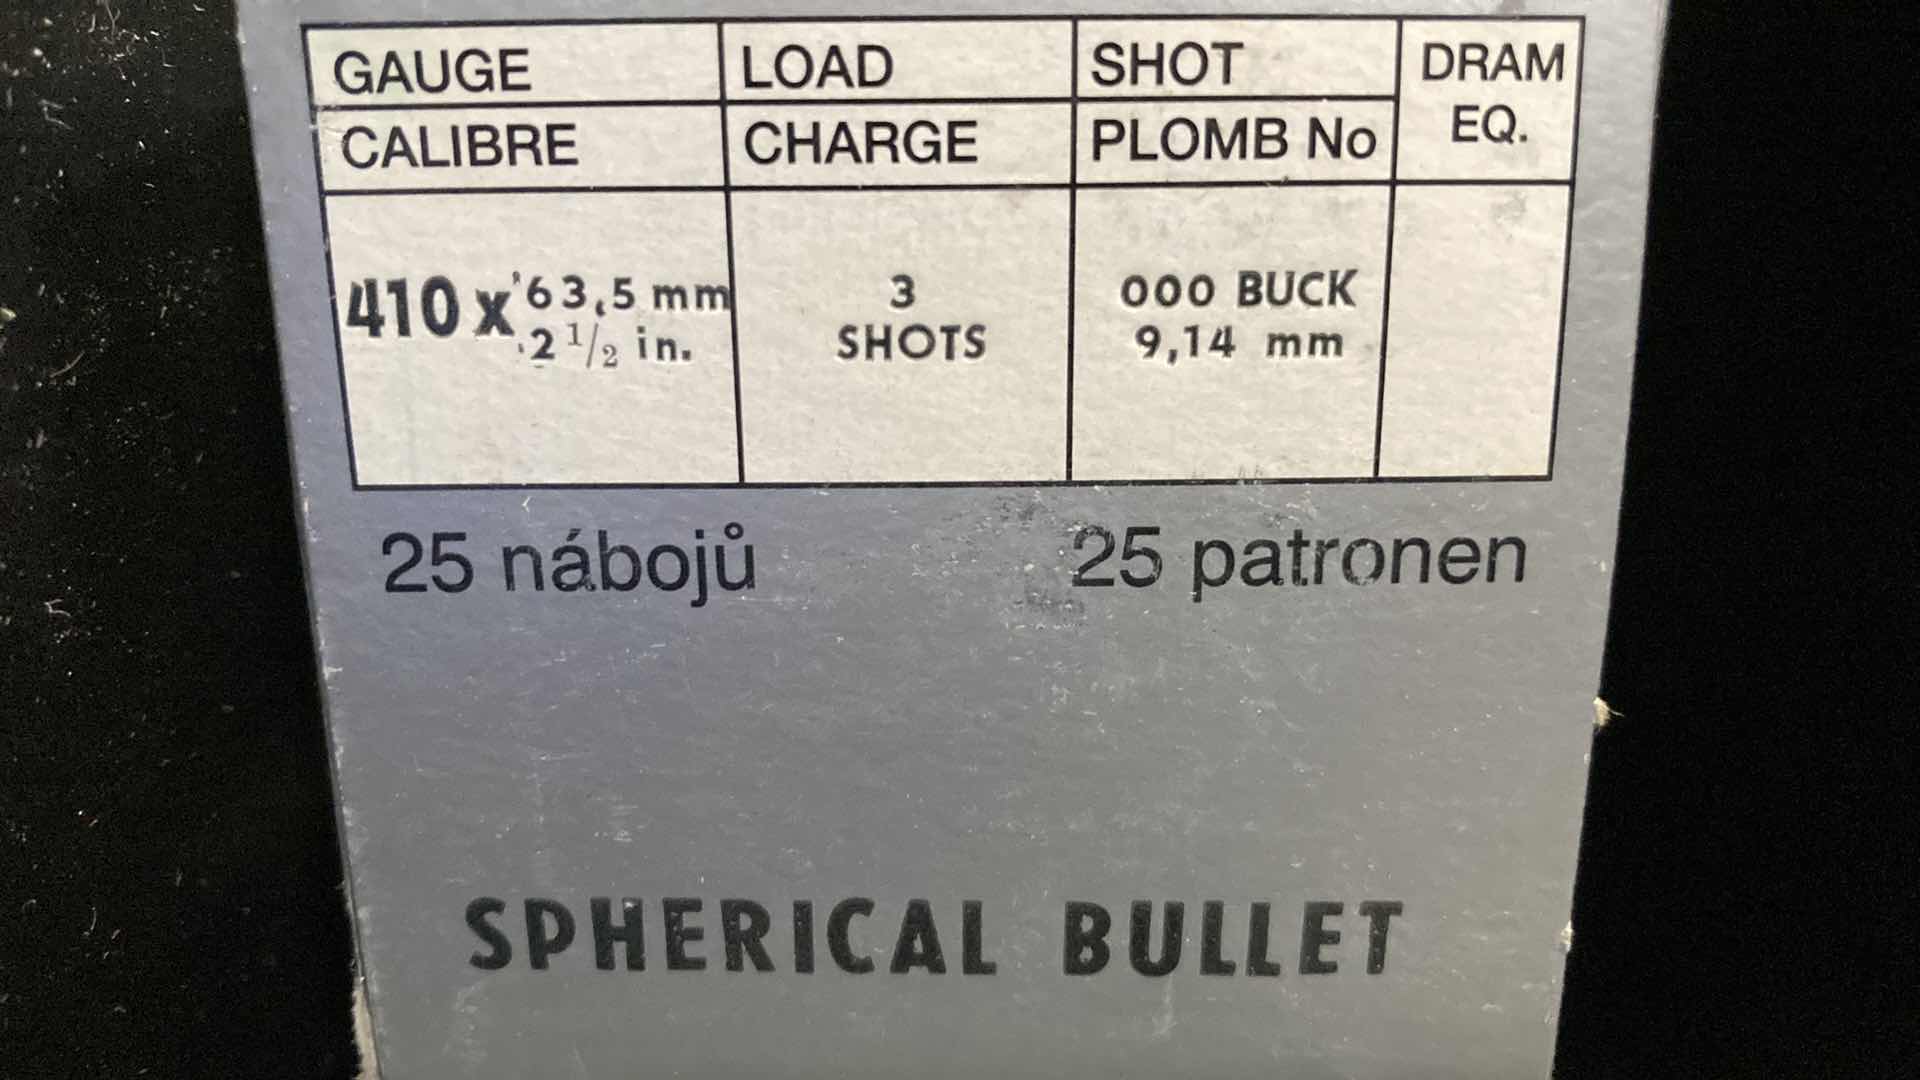 GAUGE LOAD SHOT DRAM
CALIBRE CHARGE PLOMB No EQ.
410 x 63,5 mm 3 000 BUCK
2 1/2 in. SHOTS 9,14 mm
25 nábojů 25 patronen
SPHERICAL BULLET